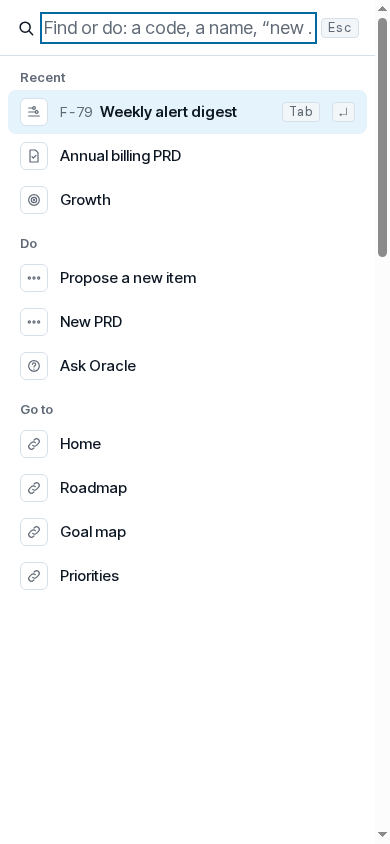 Find or do: a code, a name, “new .
Esc
Recent
F-79 Weekly alert digest Tab ↵
Annual billing PRD
Growth
Do
Propose a new item
New PRD
Ask Oracle
Go to
Home
Roadmap
Goal map
Priorities